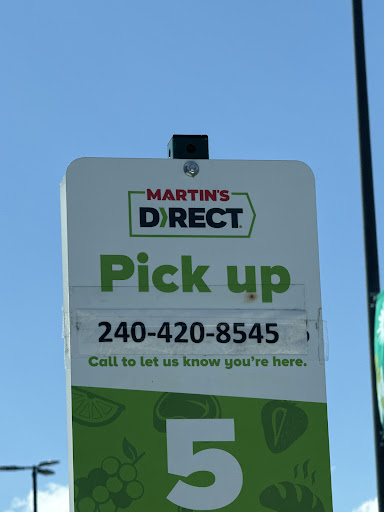 MARTIN'S
DIRECT
Pick up
240-420-8545
Call to let us know you're here.
5